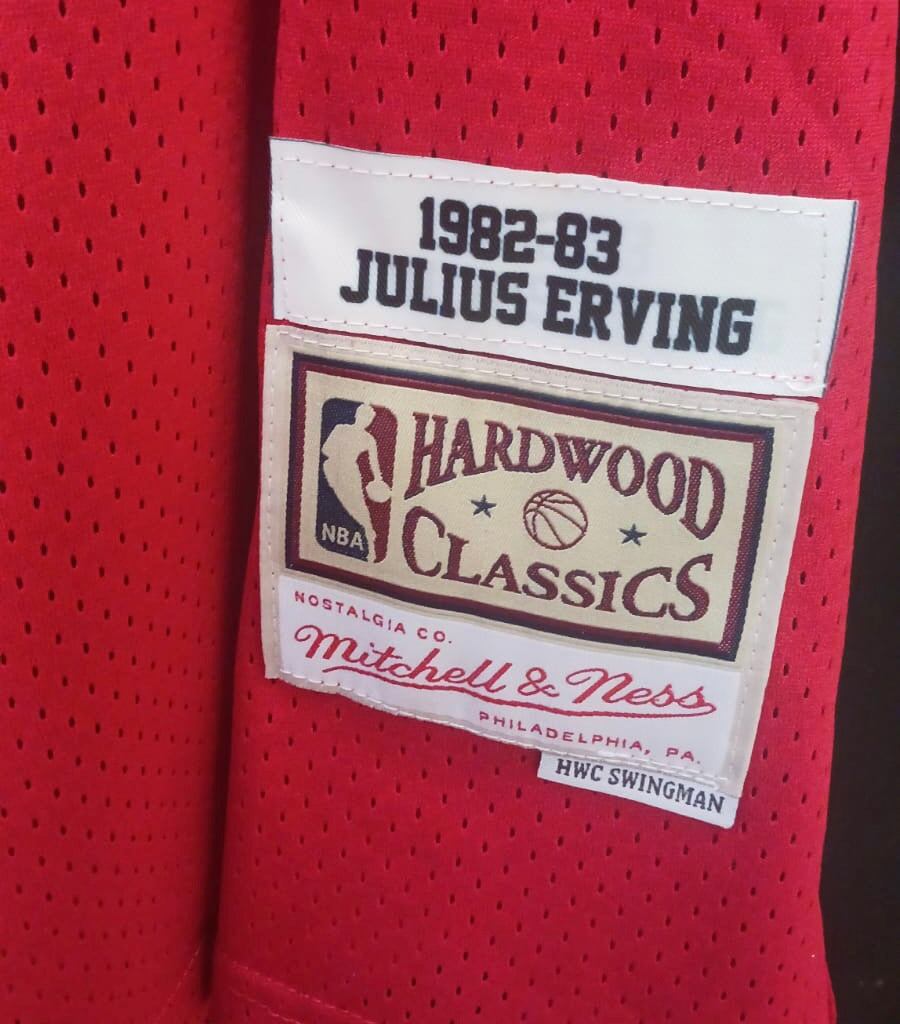 1982-83
JULIUS ERVING
HARDWOOD
CLASSICS
NBA
NOSTALGIA CO.
Mitchell & Ness
PHILADELPHIA, PA.
HWC SWINGMAN